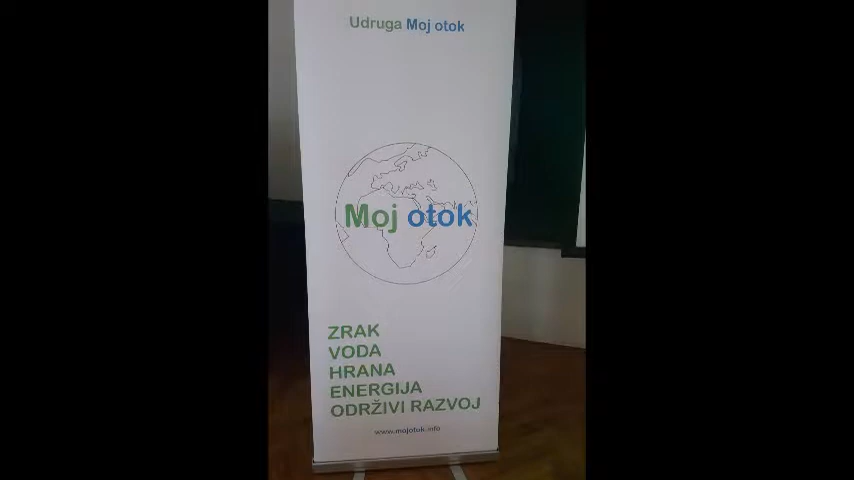 Udruga Moj otok
Moj otok
ZRAK
VODA
HRANA
ENERGIJA
ODRŽIVI RAZVOJ
www.mojotok.info